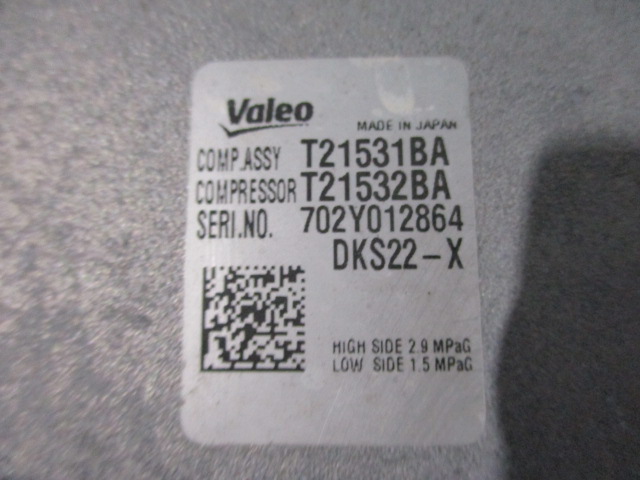 Valeo
MADE IN JAPAN
COMP.ASSY T21531BA
COMPRESSOR T21532BA
SERI.NO. 702Y012864
DKS22-X
HIGH SIDE 2.9 MPaG
LOW SIDE 1.5 MPaG